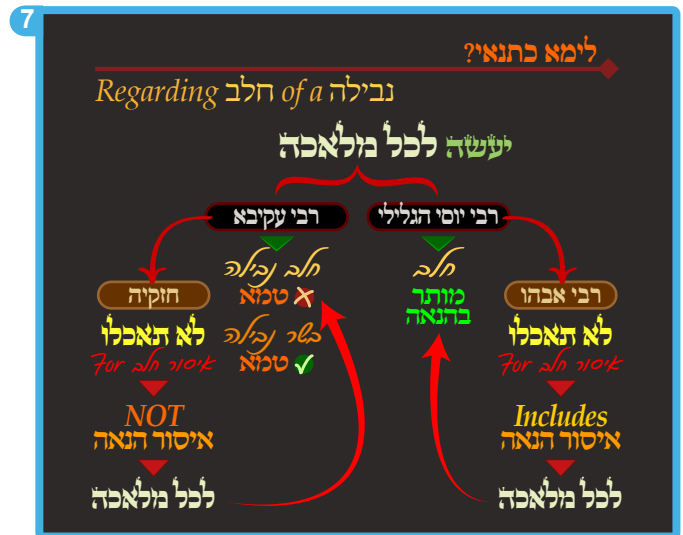 7
לימא כתנאי?
Regarding חלב of a נבילה
יעשה לכל מלאכה
רבי יוסי הגלילי
רבי עקיבא
חלב
מותר
בהנאה
חלב נבילה
טמא
בשר נבילה
טמא
רבי אבהו
לא תאכלו
איסור חלב for
Includes
איסור הנאה
לכל מלאכה
חזקיה
לא תאכלו
איסור חלב for
NOT
איסור הנאה
לכל מלאכה